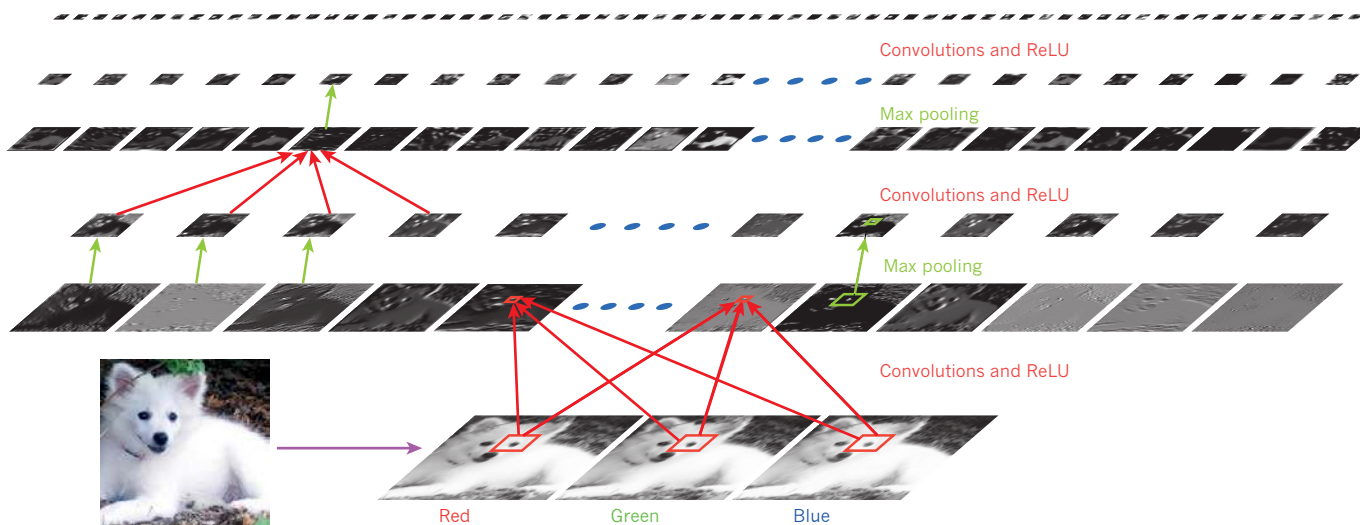 Convolutions and ReLU
Max pooling
Convolutions and ReLU
Max pooling
Convolutions and ReLU
Red
Green
Blue